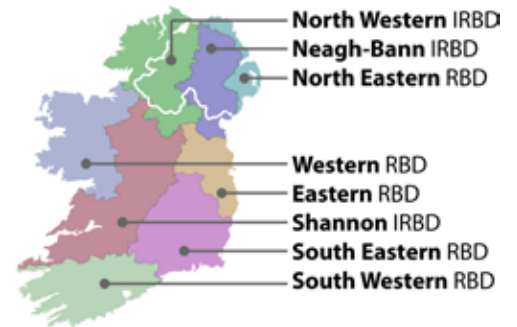 North Western IRBD
Neagh-Bann IRBD
North Eastern RBD
Western RBD
Eastern RBD
Shannon IRBD
South Eastern RBD
South Western RBD